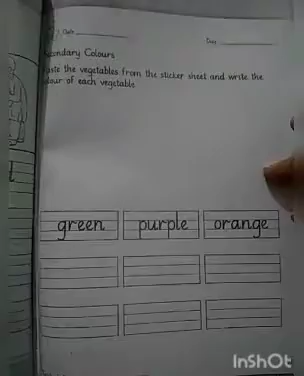 Date
Day
Secondary Colours
Paste the vegetables from the sticker sheet and write the
colour of each vegetable
green purple orange
InShOt